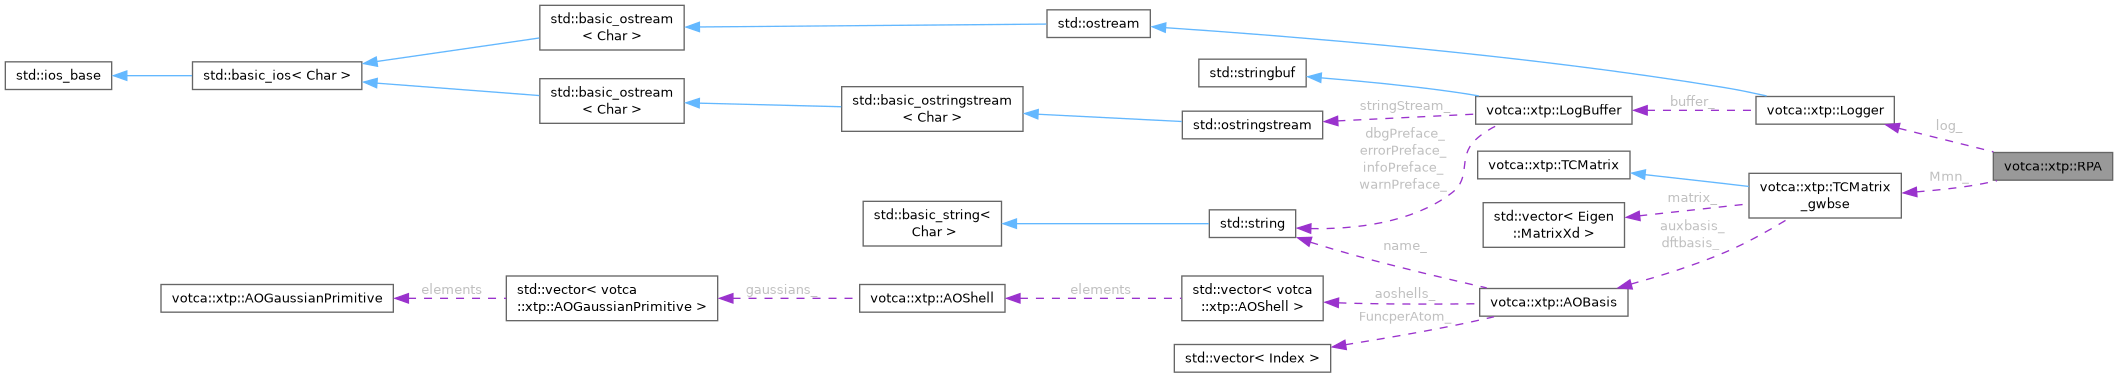 std::ios_base
std::basic_ios< Char >
std::basic_ostream
< Char >
std::basic_ostream
< Char >
std::ostream
std::basic_ostringstream
< Char >
std::stringbuf
std::ostringstream
stringStream_
votca::xtp::LogBuffer
buffer_
votca::xtp::Logger
log_
votca::xtp::RPA
dbgPreface_
errorPreface_
infoPreface_
warnPreface_
votca::xtp::TCMatrix
Mmn_
votca::xtp::TCMatrix
_gwbse
matrix_
std::vector< Eigen
::MatrixXd >
auxbasis_
dftbasis_
std::basic_string<
Char >
std::string
name_
votca::xtp::AOGaussianPrimitive
elements
std::vector< votca
::xtp::AOGaussianPrimitive >
gaussians_
votca::xtp::AOShell
elements
std::vector< votca
::xtp::AOShell >
aoshells_
FuncperAtom_
votca::xtp::AOBasis
std::vector< Index >